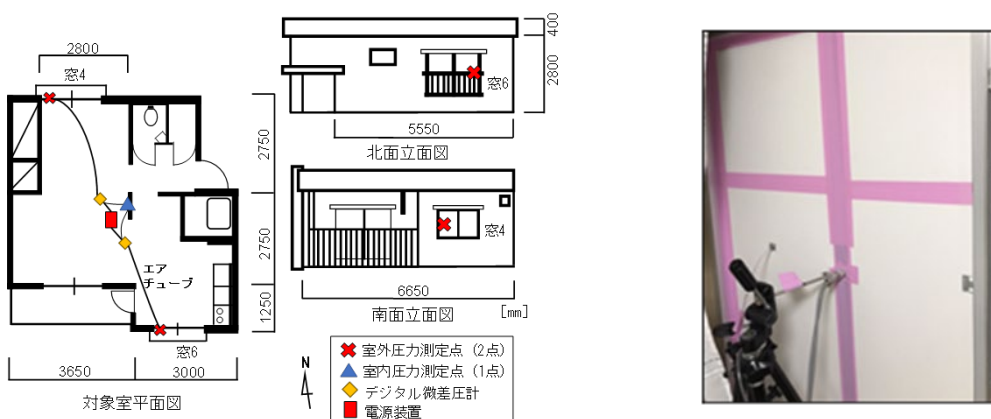 2800
窓4
2750
2750
1250
エア
チューブ
窓6
3650
3000
対象室平面図
400
2800
窓6
5550
北面立面図
窓4
6650
南面立面図
[mm]
N
室外圧力測定点（2点）
室内圧力測定点（1点）
デジタル微差圧計
電源装置